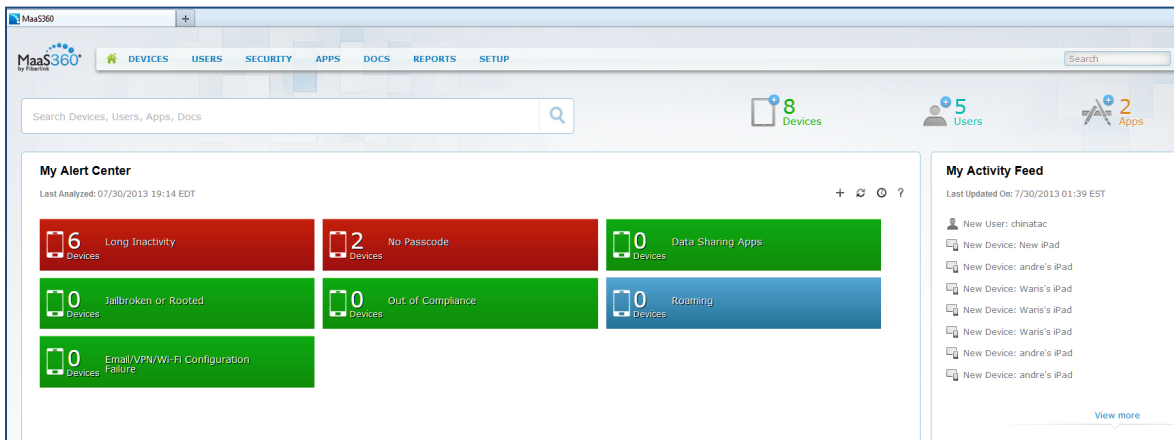 MaaS360
+
MaaS360
by Fiberlink
DEVICES USERS SECURITY APPS DOCS REPORTS SETUP
Search
Search Devices, Users, Apps, Docs
8
Devices
5
Users
2
Apps
My Alert Center
Last Analyzed: 07/30/2013 19:14 EDT
+ ?
6 Devices Long Inactivity
2 Devices No Passcode
0 Devices Data Sharing Apps
0 Devices Jailbroken or Rooted
0 Devices Out of Compliance
0 Devices Roaming
0 Devices Email/VPN/Wi-Fi Configuration
Failure
My Activity Feed
Last Updated On: 7/30/2013 01:39 EST
New User: chinatac
New Device: New iPad
New Device: andre's iPad
New Device: Waris's iPad
New Device: Waris's iPad
New Device: Waris's iPad
New Device: andre's iPad
New Device: andre's iPad
View more